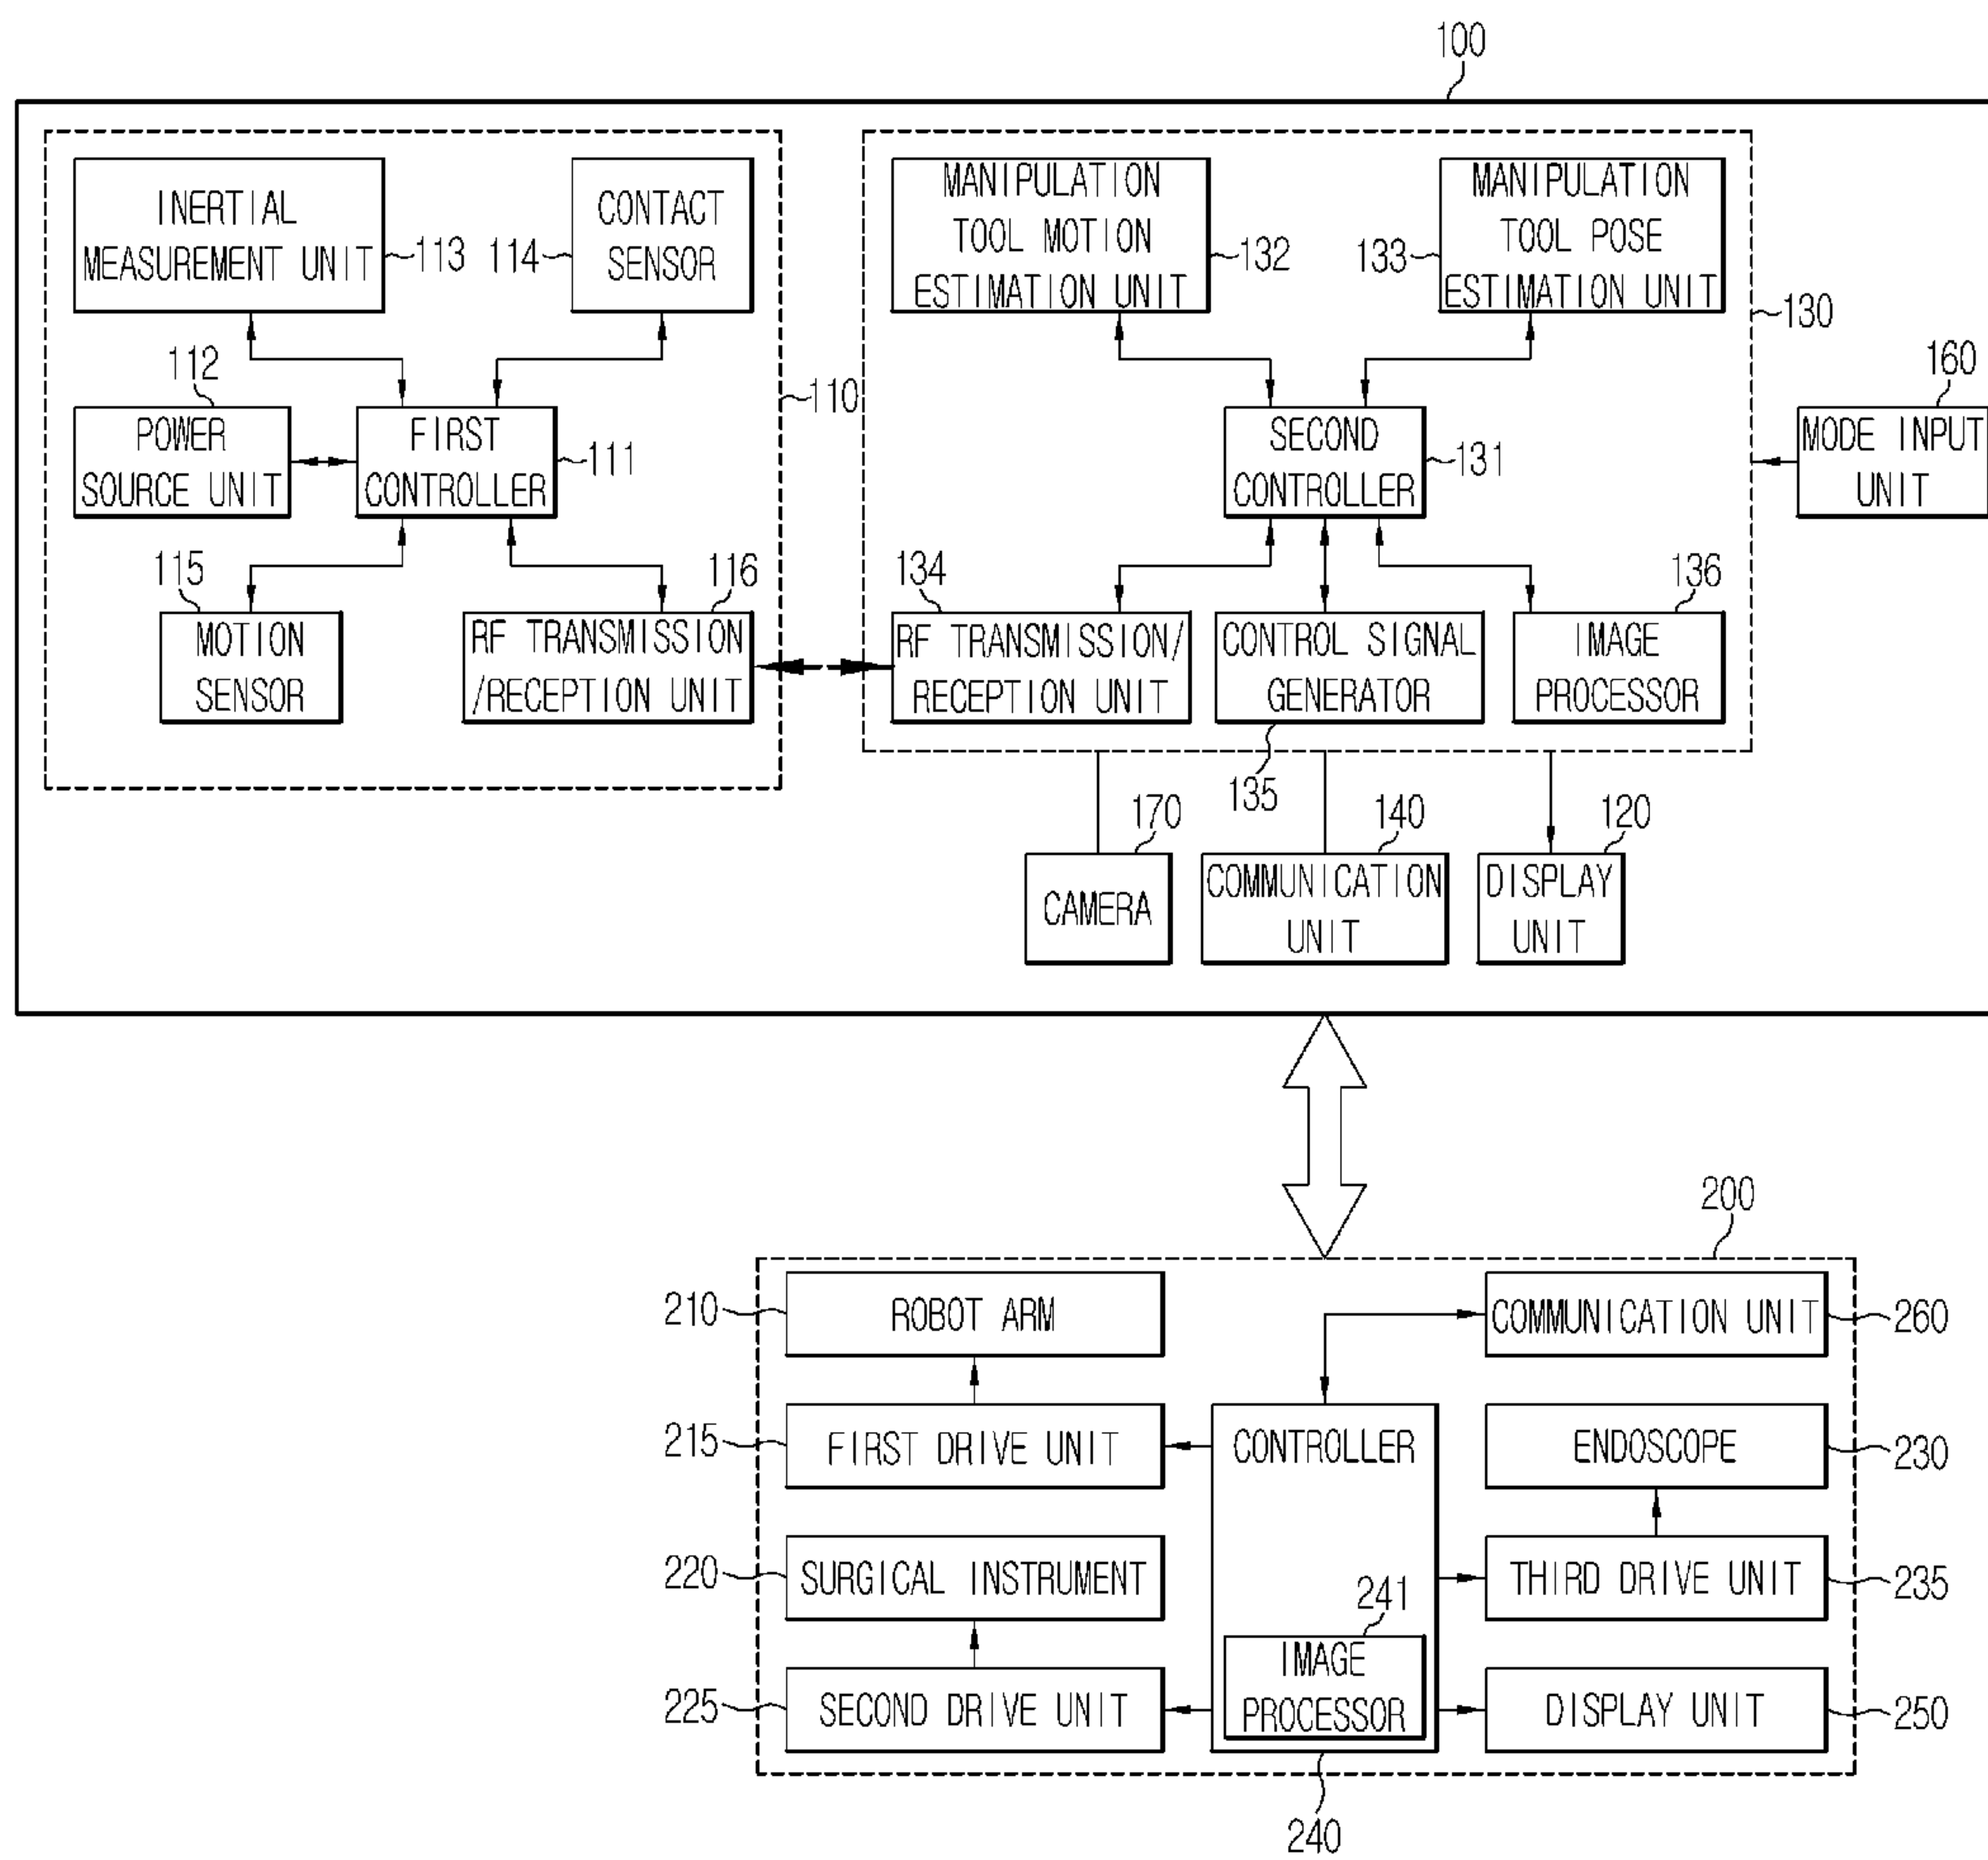 100
INERTIAL
MEASUREMENT UNIT
113
114
CONTACT
SENSOR
MANIPULATION
TOOL MOTION
ESTIMATION UNIT
132
133
MANIPULATION
TOOL POSE
ESTIMATION UNIT
130
112
POWER
SOURCE UNIT
FIRST
CONTROLLER
111
110
SECOND
CONTROLLER
131
160
MODE INPUT
UNIT
115
MOTION
SENSOR
116
RF TRANSMISSION
/RECEPTION UNIT
134
RF TRANSMISSION/
RECEPTION UNIT
CONTROL SIGNAL
GENERATOR
135
136
IMAGE
PROCESSOR
170
CAMERA
140
COMMUNICATION
UNIT
120
DISPLAY
UNIT
200
210
ROBOT ARM
COMMUNICATION UNIT
260
215
FIRST DRIVE UNIT
CONTROLLER
ENDOSCOPE
230
220
SURGICAL INSTRUMENT
THIRD DRIVE UNIT
235
241
IMAGE
PROCESSOR
225
SECOND DRIVE UNIT
DISPLAY UNIT
250
240